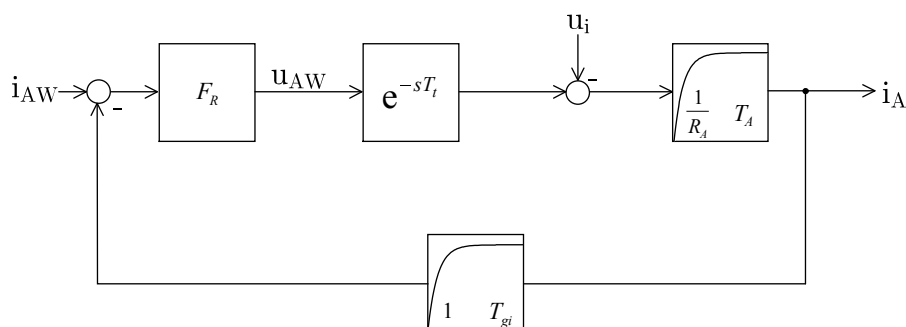 u_i
i_AW
-
F_R
u_AW
e^{-sT_t}
-
1/R_A T_A
i_A
1 T_gi